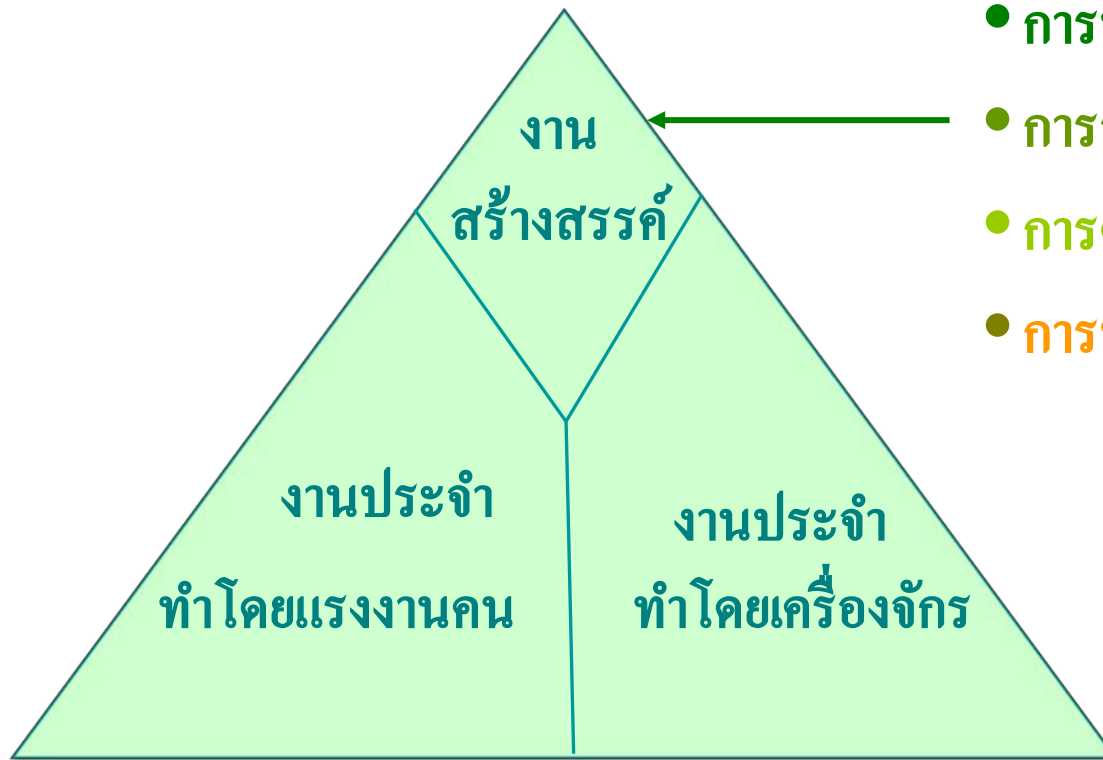 งาน
สร้างสรรค์
งานประจำ
ทำโดยแรงงานคน
งานประจำ
ทำโดยเครื่องจักร
• การ
• การ
• การ
• การ